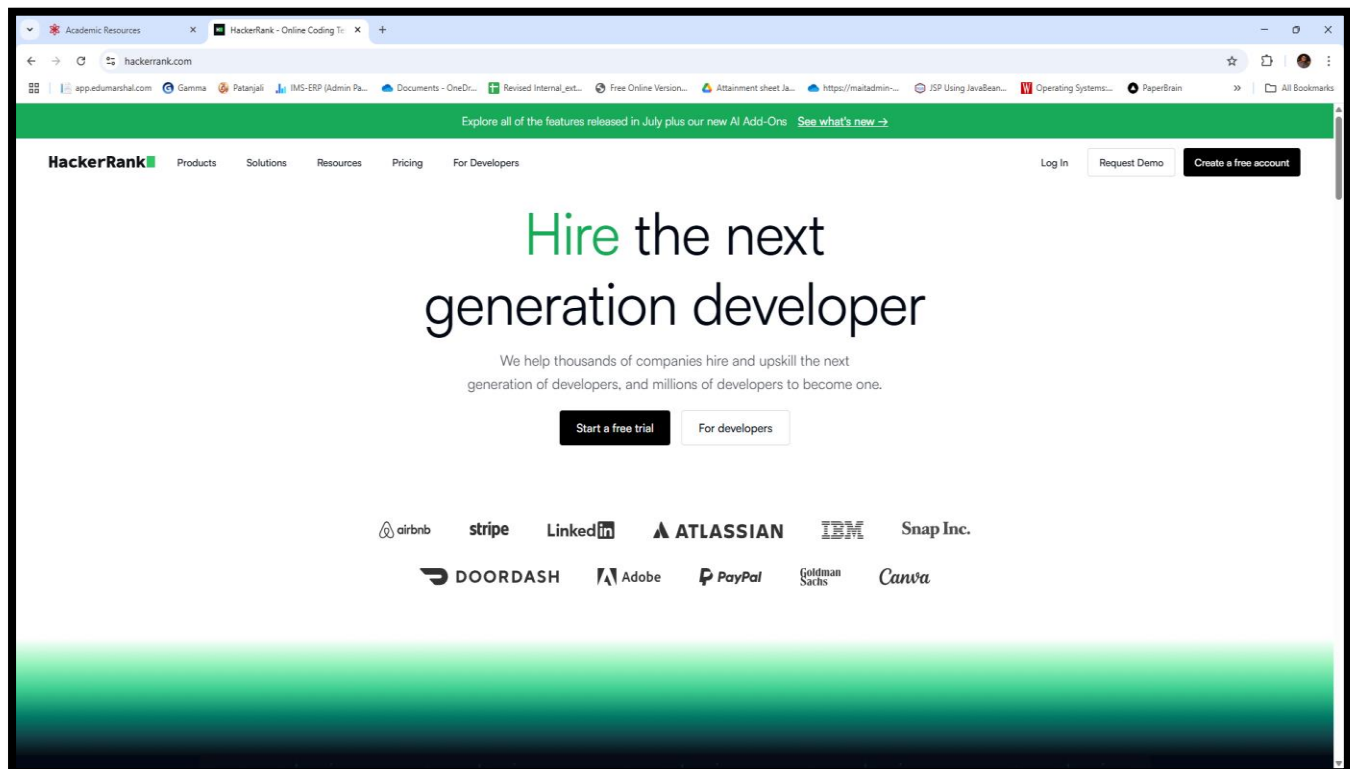 Academic Resources
HackerRank - Online Coding Te
hackerrank.com
app.edumarshal.com
Gamma
Patanjali
IMS-ERP (Admin Pa...
Documents - OneDr...
Revised Internal_ext...
Free Online Version...
Attainment sheet Ja...
https://maitadmin-...
JSP Using JavaBean...
Operating Systems:...
PaperBrain
All Bookmarks
Explore all of the features released in July plus our new AI Add-Ons See what's new →
HackerRank
Products
Solutions
Resources
Pricing
For Developers
Log In
Request Demo
Create a free account
Hire the next
generation developer
We help thousands of companies hire and upskill the next
generation of developers, and millions of developers to become one.
Start a free trial
For developers
airbnb
stripe
Linked in
ATLASSIAN
IBM
Snap Inc.
DOORDASH
Adobe
PayPal
Goldman
Sachs
Canva